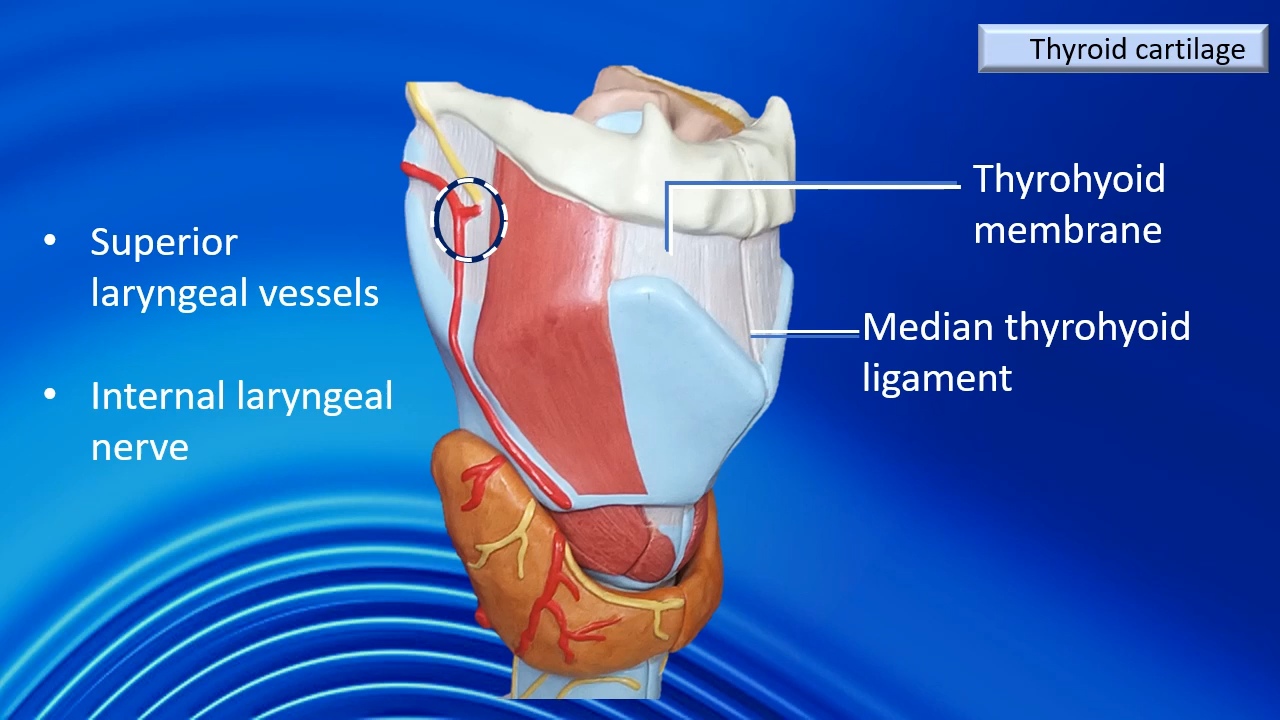 Thyroid cartilage
Thyrohyoid
membrane
• Superior
laryngeal vessels
Median thyrohyoid
ligament
• Internal laryngeal
nerve